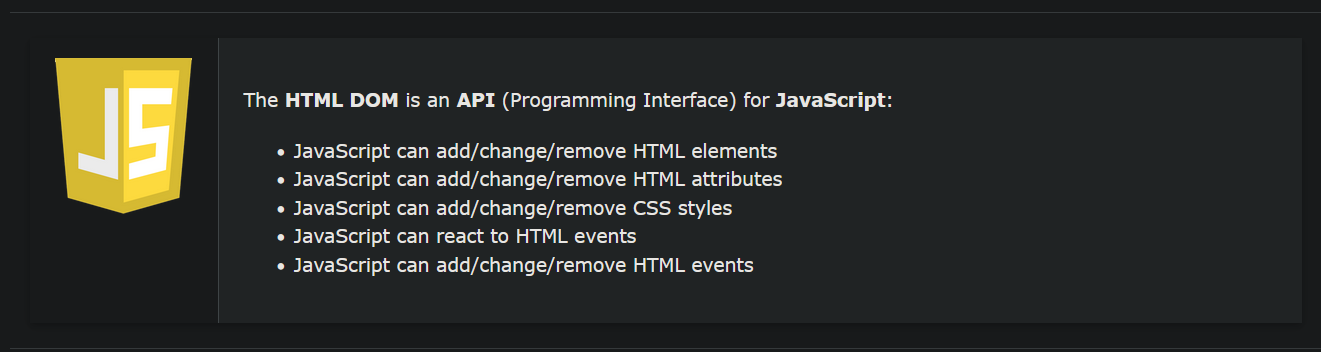 JS
The HTML DOM is an API (Programming Interface) for JavaScript:
• JavaScript can add/change/remove HTML elements
• JavaScript can add/change/remove HTML attributes
• JavaScript can add/change/remove CSS styles
• JavaScript can react to HTML events
• JavaScript can add/change/remove HTML events